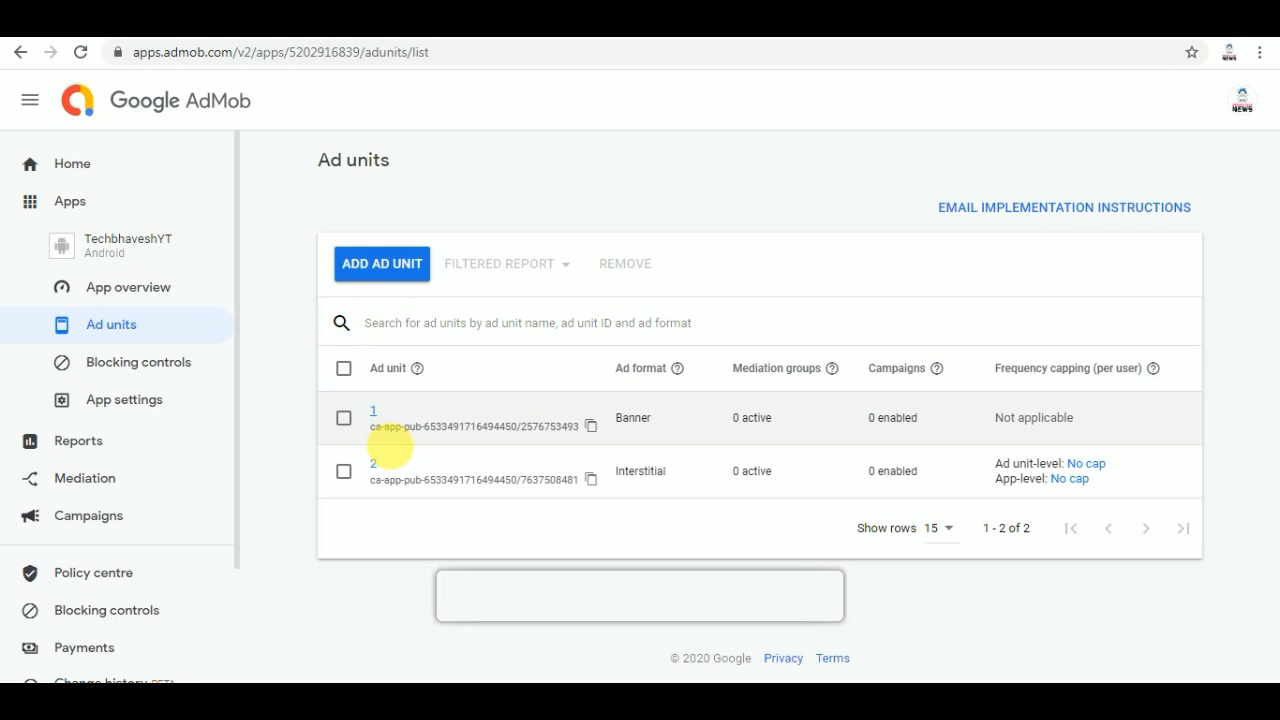 apps.admob.com/v2/apps/5202916839/adunits/list
NEWS
Google AdMob
NEWS
Home
Apps
TechbhaveshYT
Android
App overview
Ad units
Blocking controls
App settings
Reports
Mediation
Campaigns
Policy centre
Blocking controls
Payments
Change history BETA
Ad units
EMAIL IMPLEMENTATION INSTRUCTIONS
ADD AD UNIT FILTERED REPORT REMOVE
Search for ad units by ad unit name, ad unit ID and ad format
Ad unit Ad format Mediation groups Campaigns Frequency capping (per user)
1
ca-app-pub-6533491716494450/2576753493 Banner 0 active 0 enabled Not applicable
2
ca-app-pub-6533491716494450/7637508481 Interstitial 0 active 0 enabled
Ad unit-level: No cap
App-level: No cap
Show rows 15 1 - 2 of 2
© 2020 Google Privacy Terms